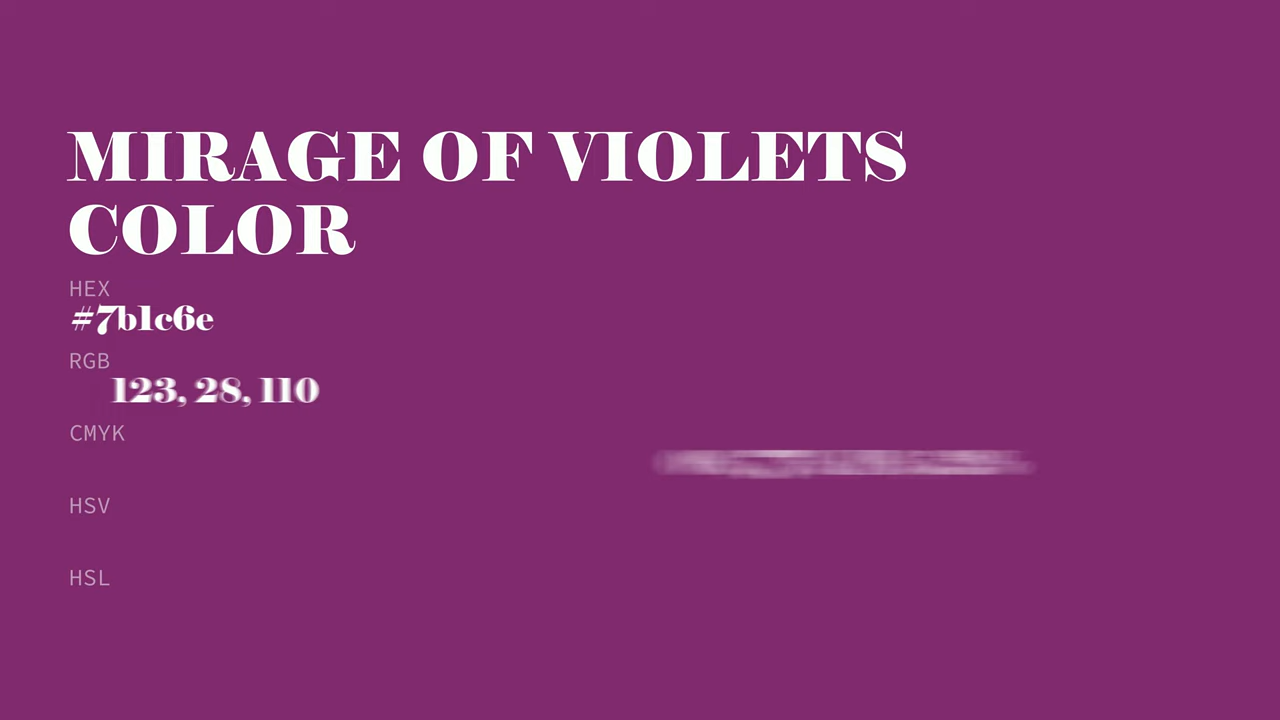 MIRAGE OF VIOLETS
COLOR
HEX
#7b1c6e
RGB
123, 28, 110
CMYK
HSV
HSL